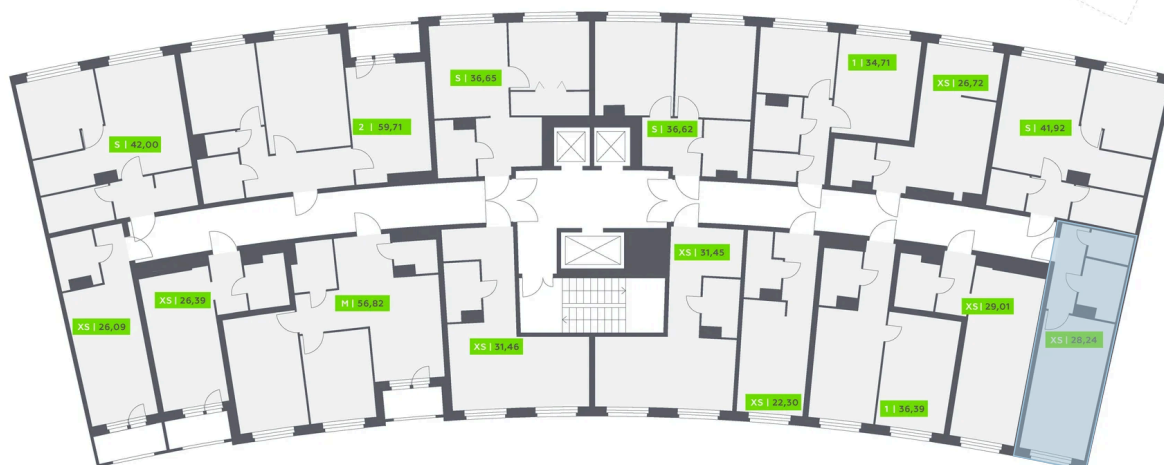 S | 42,00
2 | 59,71
S | 36,65
S | 36,62
1 | 34,71
XS | 26,72
S | 41,92
XS | 26,09
XS | 26,39
M | 56,82
XS | 31,46
XS | 31,45
XS | 22,30
1 | 36,39
XS | 29,01
XS | 28,24